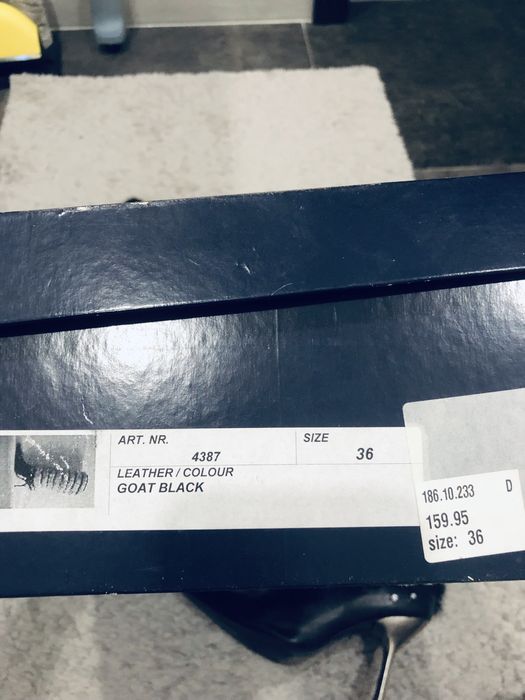 ART. NR.
4387
SIZE
36
LEATHER / COLOUR
GOAT BLACK
186.10.233 D
159.95
size: 36